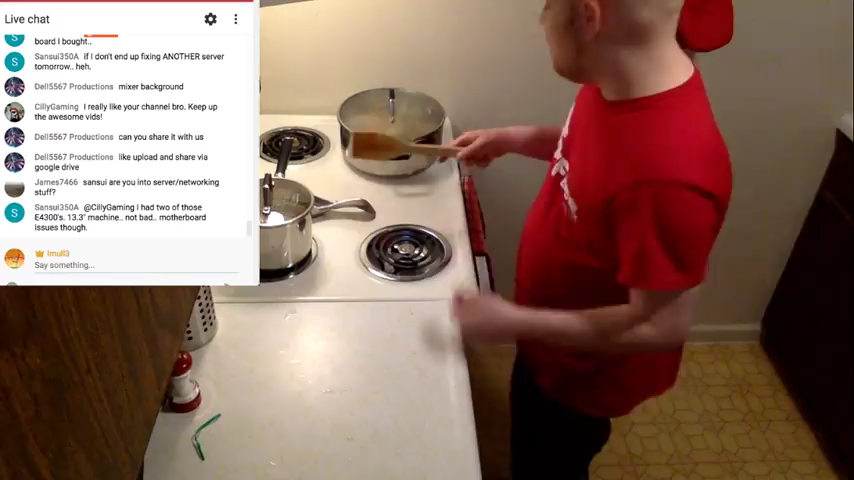 Live chat
board I bought..
Sansui350A if I don't end up fixing ANOTHER server
tomorrow.. heh.
Dell5567 Productions mixer background
CillyGaming I really like your channel bro. Keep up
the awesome vids!
Dell5567 Productions can you share it with us
Dell5567 Productions like upload and share via
google drive
James7466 sansui are you into server/networking
stuff?
Sansui350A @CillyGaming I had two of those
E4300's. 13.3" machine.. not bad.. motherboard
Issues though.
lmull3
Say something...